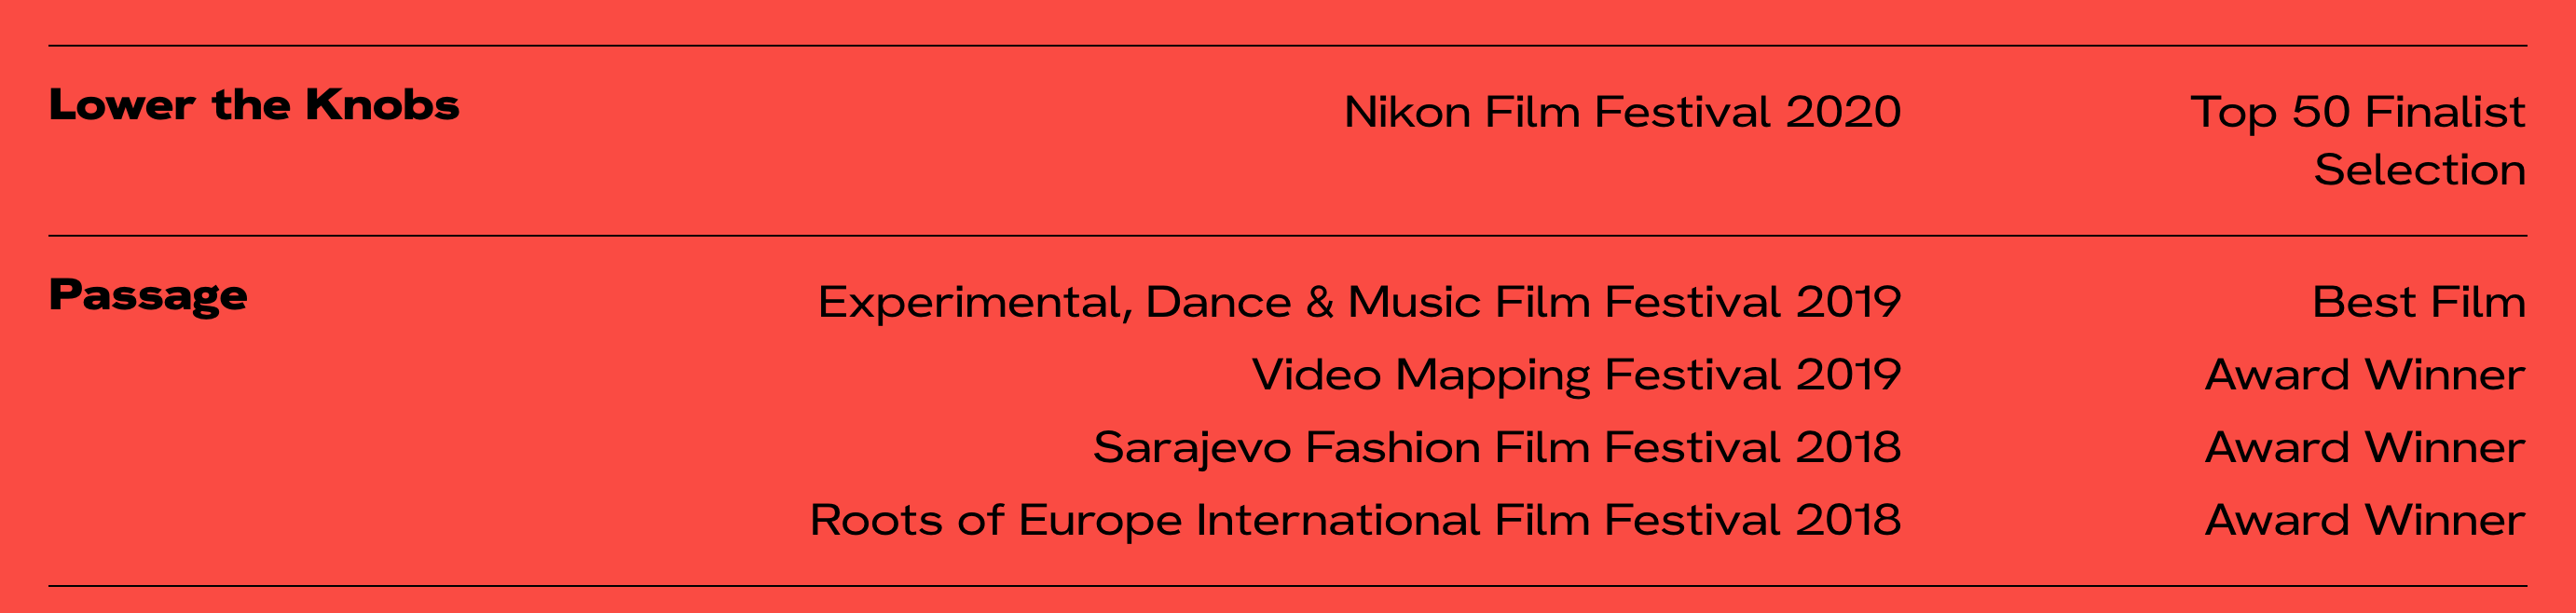 Lower the Knobs Nikon Film Festival 2020 Top 50 Finalist
Selection
Passage Experimental, Dance & Music Film Festival 2019 Best Film
Video Mapping Festival 2019 Award Winner
Sarajevo Fashion Film Festival 2018 Award Winner
Roots of Europe International Film Festival 2018 Award Winner